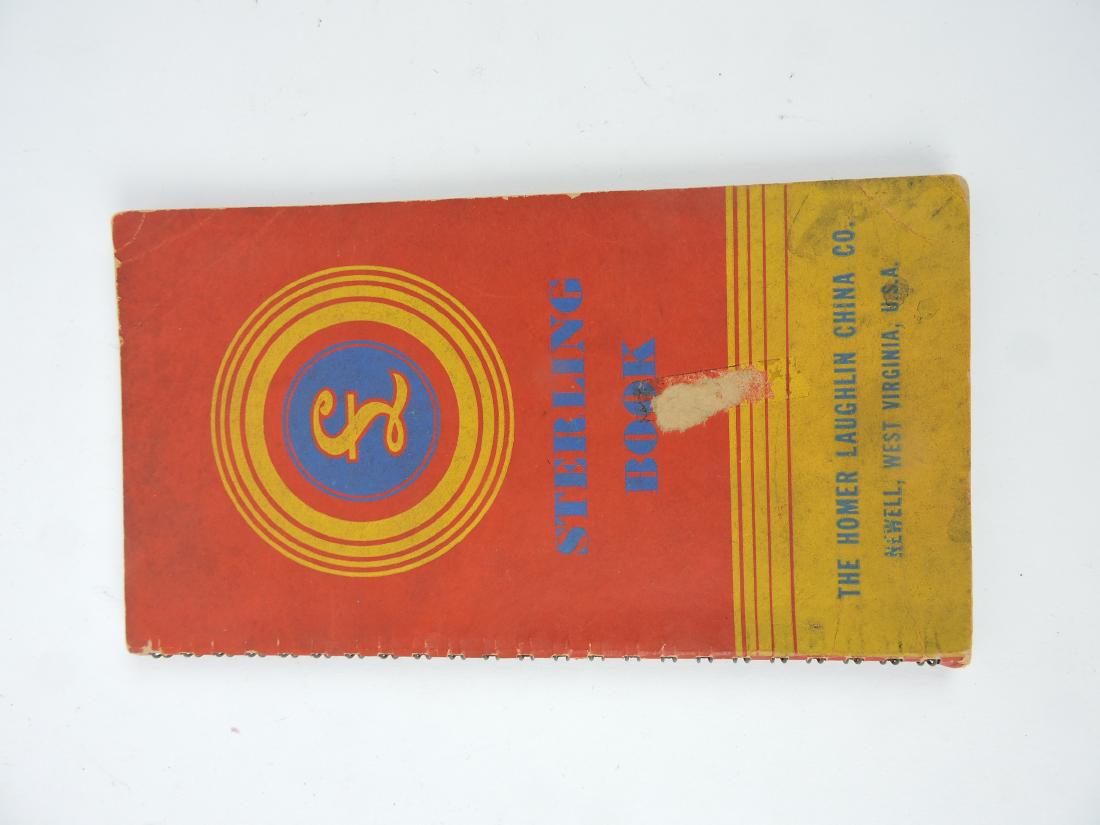 £
STERLING
BOOK
THE HOMER LAUGHLIN CHINA CO.
NEWELL, WEST VIRGINIA, U.S.A.